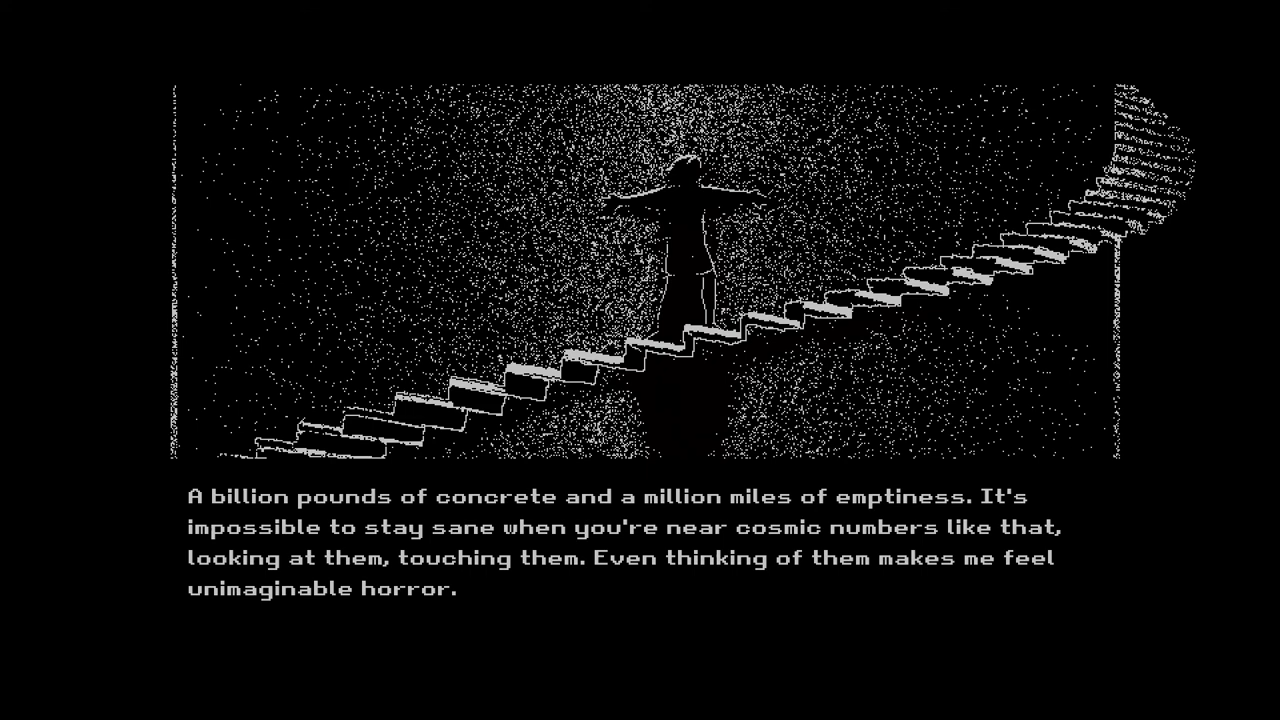 A billion pounds of concrete and a million miles of emptiness. It's
impossible to stay sane when you're near cosmic numbers like that,
looking at them, touching them. Even thinking of them makes me feel
unimaginable horror.